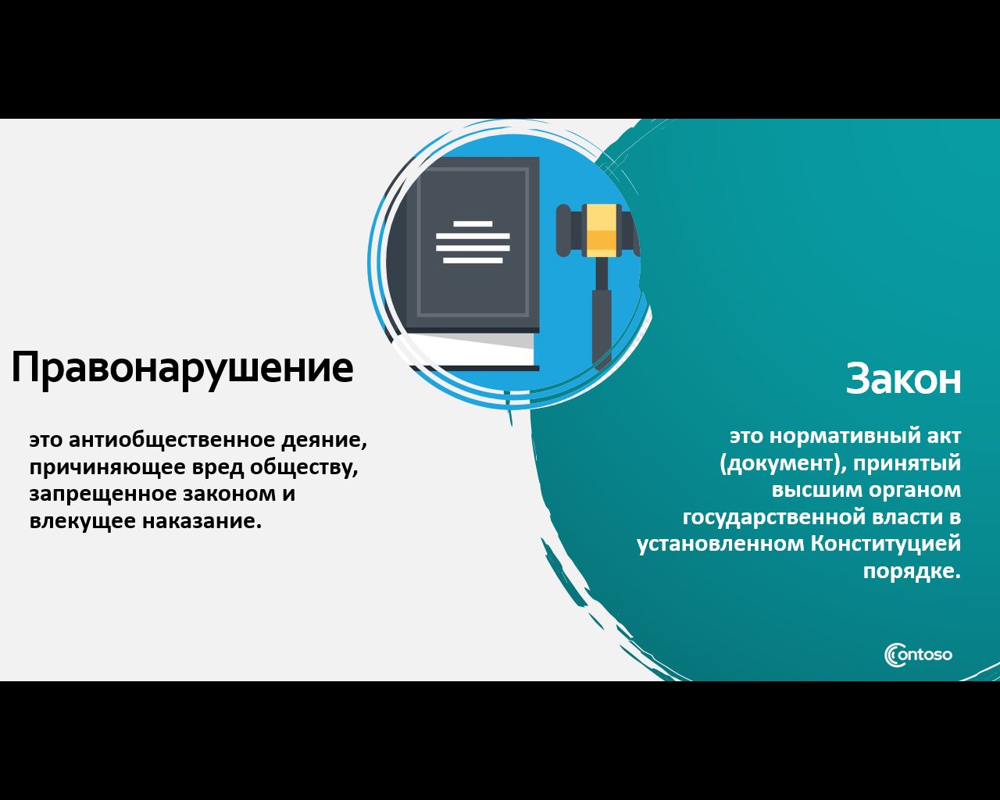 Правонарушение
это антиобщественное деяние,
причиняющее вред обществу,
запрещенное законом и
влекущее наказание.
Закон
это нормативный акт
(документ), принятый
высшим органом
государственной власти в
установленном Конституцией
порядке.
Contoso